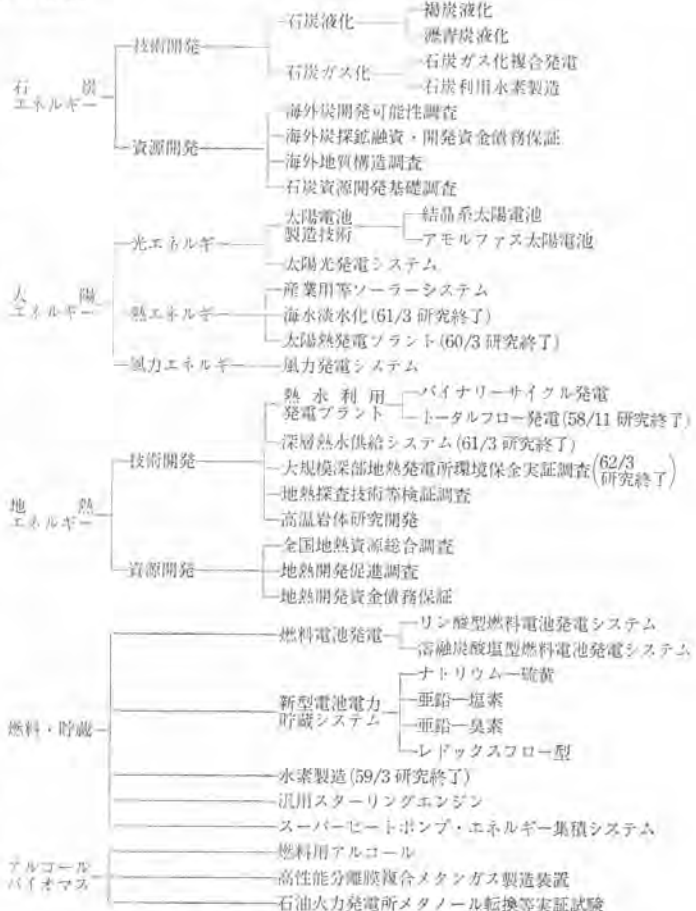 褐炭液化
石炭液化
瀝青炭液化
技術開発
石炭ガス化複合発電
石炭ガス化
石炭利用水素製造
石炭
エネルギー
海外炭開発可能性調査
海外炭探鉱融資・開発資金債務保証
資源開発
海外地質構造調査
石炭資源開発基礎調査
太陽電池
製造技術
結晶系太陽電池
アモルファス太陽電池
光エネルギー
太陽光発電システム
太陽
エネルギー
産業用等ソーラーシステム
熱エネルギー
海水淡水化(61/3 研究終了)
太陽熱発電プラント(60/3 研究終了)
風力エネルギー
風力発電システム
熱水利用
発電プラント
バイナリーサイクル発電
トータルフロー発電(58/11 研究終了)
深層熱水供給システム(61/3 研究終了)
技術開発
大規模深部地熱発電所環境保全実証調査(62/3 研究終了)
地熱探査技術等検証調査
地熱
エネルギー
高温岩体研究開発
全国地熱資源総合調査
資源開発
地熱開発促進調査
地熱開発資金債務保証
燃料電池発電
リン酸型燃料電池発電システム
溶融炭酸塩型燃料電池発電システム
燃料・貯蔵
新型電池電力
貯蔵システム
ナトリウム―硫黄
亜鉛―塩素
亜鉛―臭素
レドックスフロー型
水素製造(59/3 研究終了)
汎用スターリングエンジン
スーパーヒートポンプ・エネルギー集積システム
アルコール
バイオマス
燃料用アルコール
高性能分離膜複合メタンガス製造装置
石油火力発電所メタノール転換等実証試験